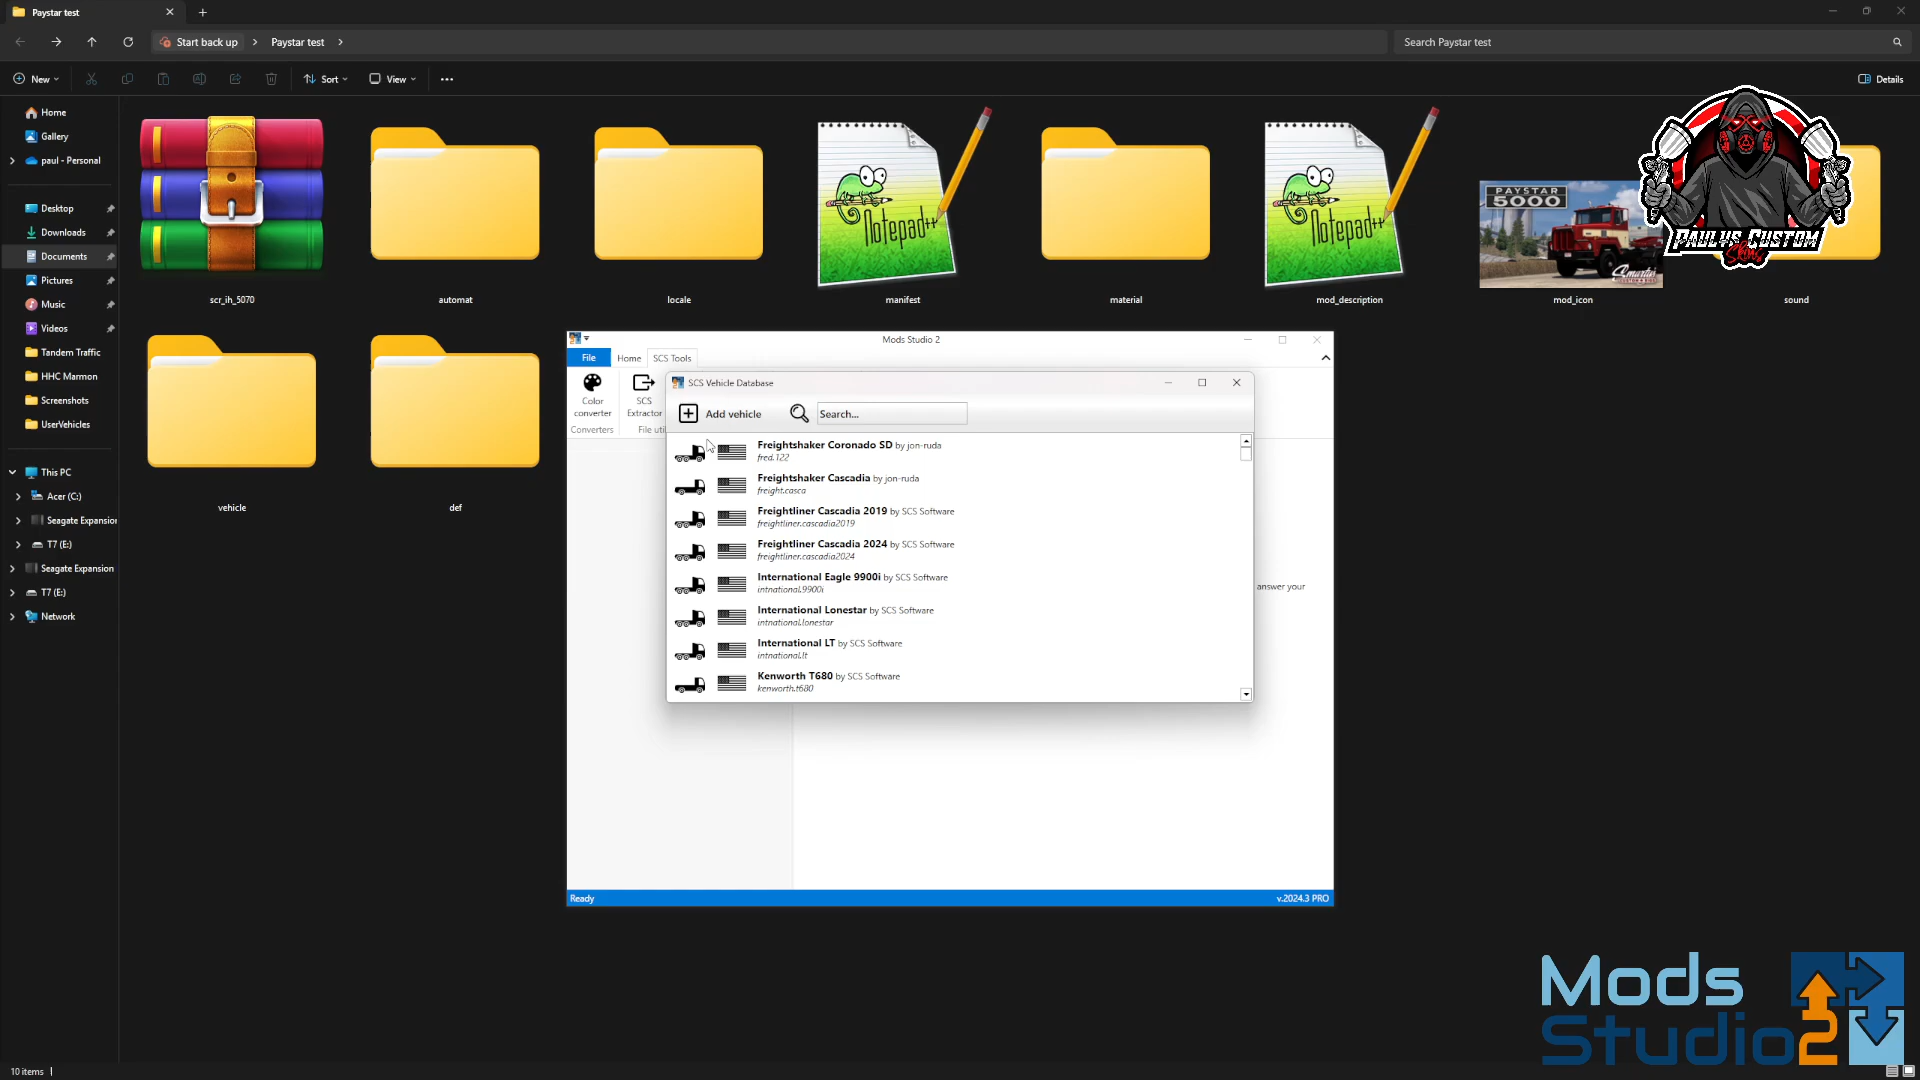 Paystar test
Start back up
Paystar test
Search Paystar test
New
Sort
View
Details
Home
Gallery
paul - Personal
Desktop
Downloads
Documents
Pictures
Music
Videos
Tandem Traffic
HHC Marmon
Screenshots
UserVehicles
This PC
Acer (C:)
Seagate Expansion
T7 (E:)
Seagate Expansion
T7 (E:)
Network
Notepad++
Notepad++
PAYSTAR
5000
PAULY'S CUSTOM
Skins
scr_ih_5070
automat
locale
manifest
material
mod_description
mod_icon
sound
vehicle
def
Mods Studio 2
File
Home
SCS Tools
Color
converter
Converters
SCS
Extractor
File uti
SCS Vehicle Database
Add vehicle
Search...
Freightshaker Coronado SD by jon-ruda
fred.122
Freightshaker Cascadia by jon-ruda
freight.casca
Freightliner Cascadia 2019 by SCS Software
freightliner.cascadia2019
Freightliner Cascadia 2024 by SCS Software
freightliner.cascadia2024
International Eagle 9900i by SCS Software
intnational.9900i
International Lonestar by SCS Software
intnational.lonestar
International LT by SCS Software
intnational.lt
Kenworth T680 by SCS Software
kenworth.t680
answer your
Ready
v.2024.3 PRO
Mods
Studio2
10 items